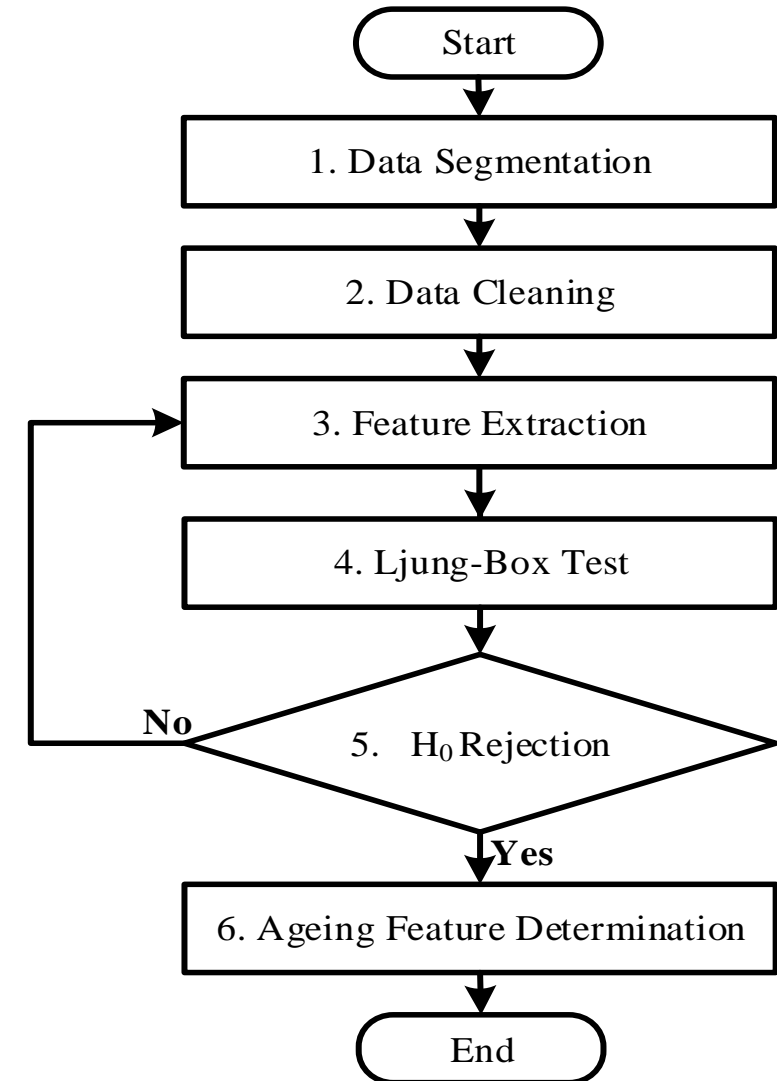 Start
1. Data Segmentation
2. Data Cleaning
3. Feature Extraction
4. Ljung-Box Test
No
5. H₀ Rejection
Yes
6. Ageing Feature Determination
End